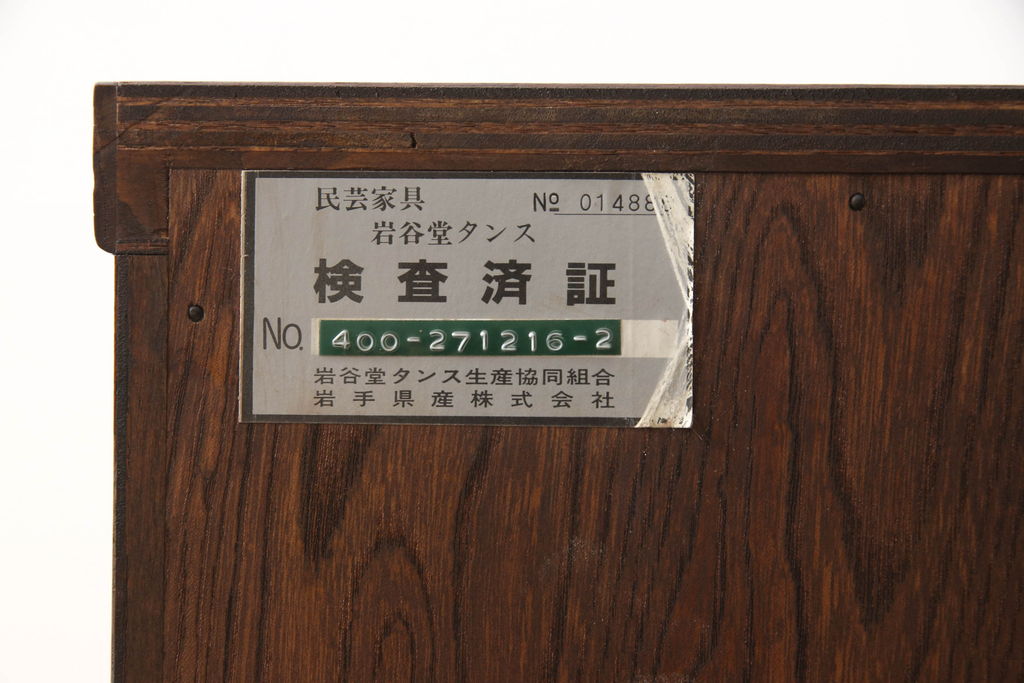 民芸家具 № 01488
岩谷堂タンス
検査済証
No. 400-271216-2
岩谷堂タンス生産協同組合
岩手県産株式会社